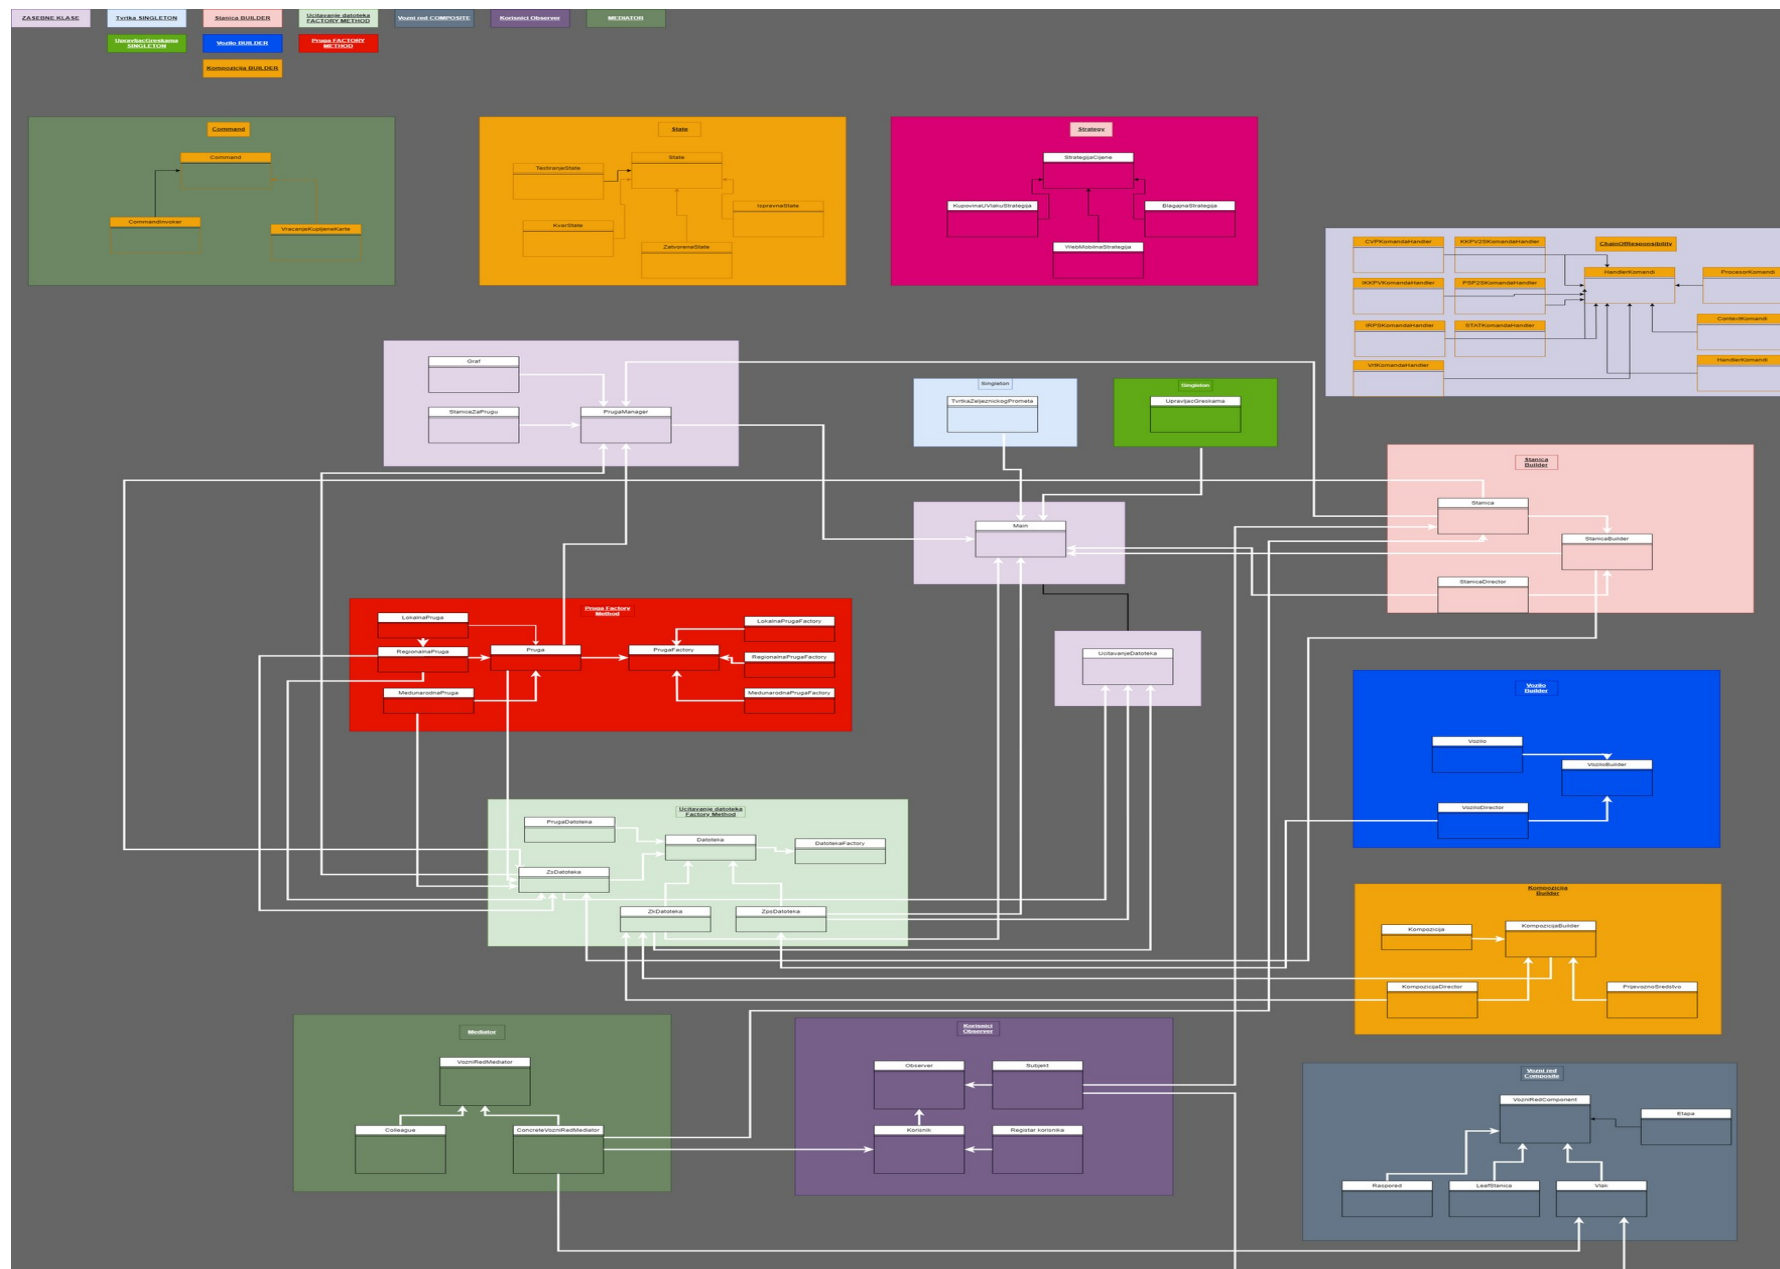 ZASEBNE KLASE
Tvrtka SINGLETON
Stanica BUILDER
Ucitavanje datoteka
FACTORY METHOD
Vozni red COMPOSITE
Korisnici Observer
MEDIATOR
UpravljacGreskama
SINGLETON
Vozilo BUILDER
Pruga FACTORY
METHOD
Kompozicija BUILDER
Command
Command
CommandInvoker
VracanjeKupljeneKarte
State
State
TestiranjeState
IspravnaState
KvarState
ZatvorenaState
Strategy
StrategijaCijene
KupovinaUVlakuStrategija
BlagajnaStrategija
WebMobilnaStrategija
ChainOfResponsibility
CVPKomandaHandler
KKPV2SKomandaHandler
HandlerKomandi
ProcesorKomandi
IKKPVKomandaHandler
PSP2SKomandaHandler
ContextKomandi
IRPSKomandaHandler
STATKomandaHandler
VrIKomandaHandler
HandlerKomandi
Graf
StaniceZaPrugu
PrugaManager
Singleton
TvrtkaZeljeznickogPrometa
Singleton
UpravljacGreskama
Main
Stanica
Builder
Stanica
StanicaBuilder
StanicaDirector
Pruga Factory
Method
LokalnaPruga
LokalnaPrugaFactory
RegionalnaPruga
Pruga
PrugaFactory
RegionalnaPrugaFactory
MedunarodnaPruga
MedunarodnaPrugaFactory
UcitavanjeDatoteka
Vozilo
Builder
Vozilo
VoziloBuilder
VoziloDirector
Ucitavanje datoteka
Factory Method
PrugaDatoteka
Datoteka
DatotekaFactory
ZsDatoteka
ZkDatoteka
ZpsDatoteka
Kompozicija
Builder
Kompozicija
KompozicijaBuilder
KompozicijaDirector
PrijevoznoSredstvo
Mediator
VozniRedMediator
Colleague
ConcreteVozniRedMediator
Korisnici
Observer
Observer
Subjekt
Korisnik
Registar korisnika
Vozni red
Composite
VozniRedComponent
Etapa
Raspored
LeafStanica
Vlak